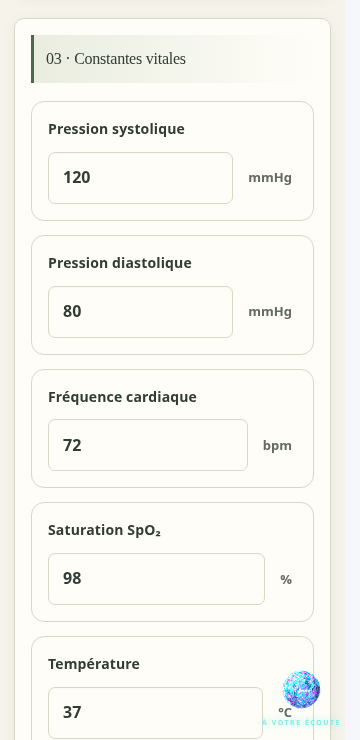 03 · Constantes vitales
Pression systolique
120 mmHg
Pression diastolique
80 mmHg
Fréquence cardiaque
72 bpm
Saturation SpO₂
98 %
Température
37 °C
À VOTRE ÉCOUTE